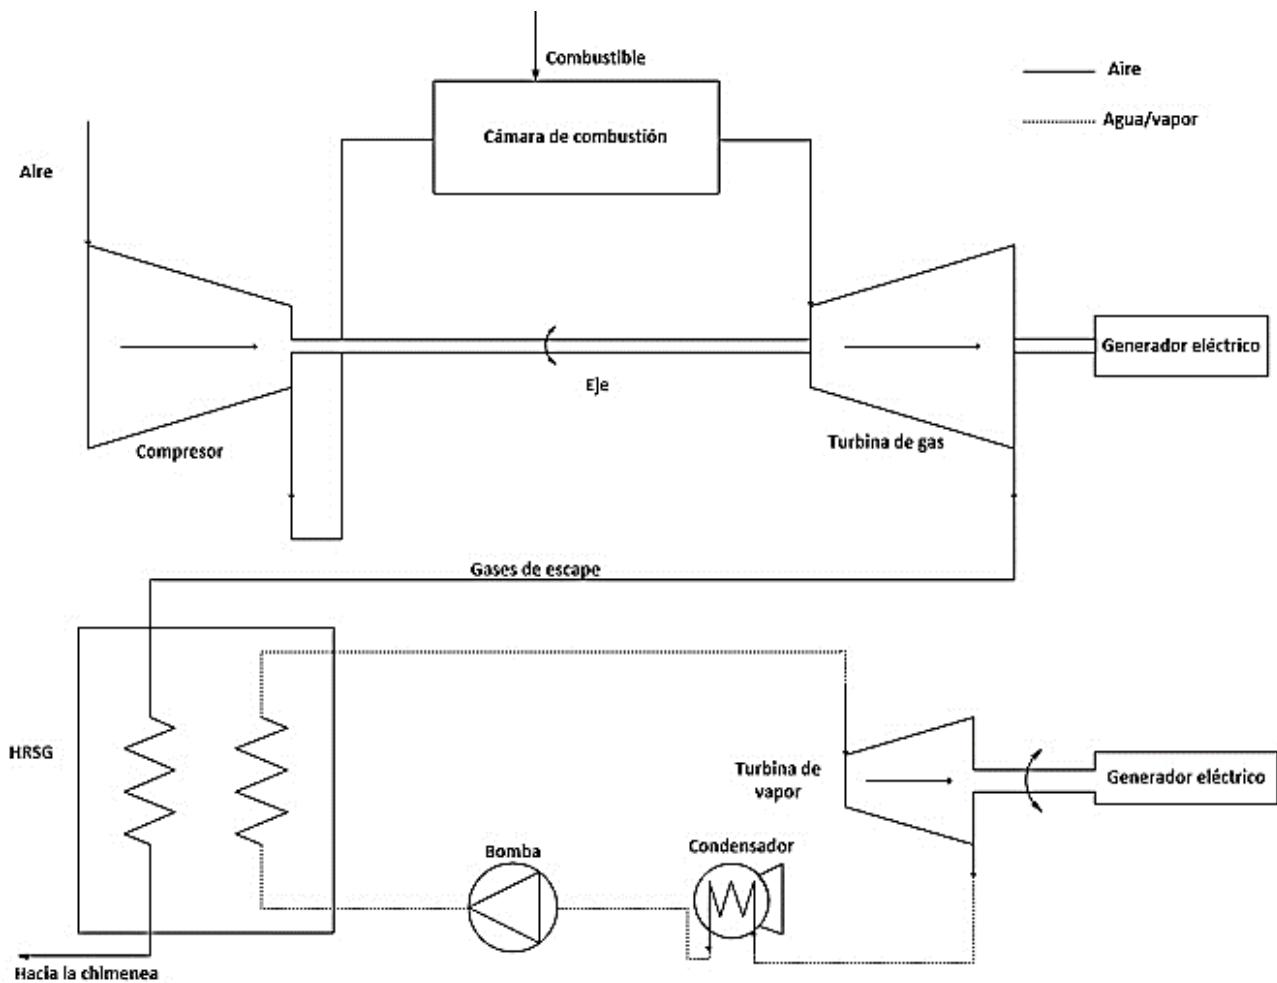 Combustible
Aire
Agua/vapor
Cámara de combustión
Aire
Generador eléctrico
Eje
Compresor
Turbina de gas
Gases de escape
HRSG
Turbina de
vapor
Generador eléctrico
Bomba
Condensador
Hacia la chimenea